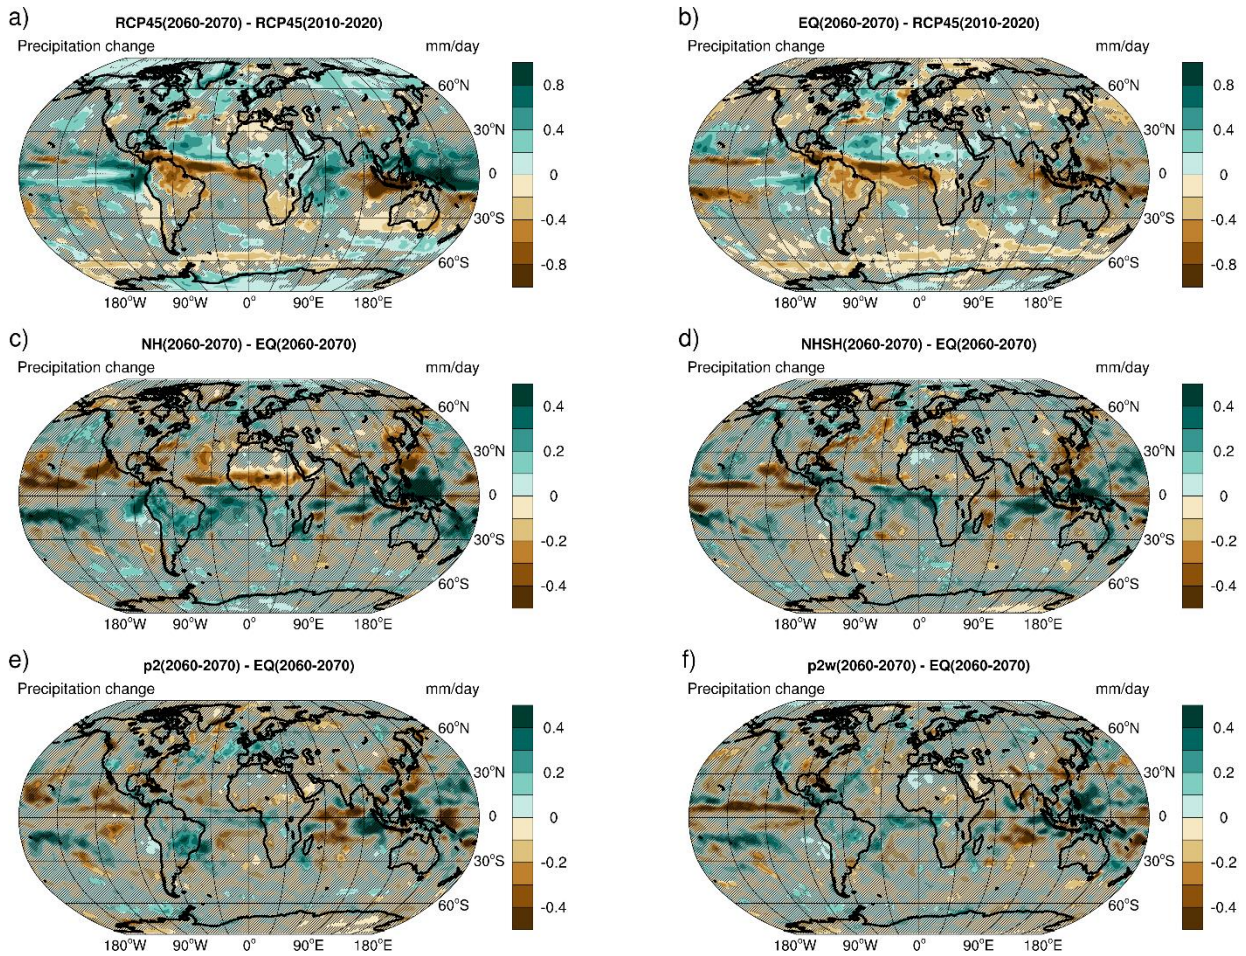 a)
RCP45(2060-2070) - RCP45(2010-2020)
Precipitation change mm/day
60°N
30°N
0
30°S
60°S
180°W 90°W 0° 90°E 180°E
0.8
0.4
0
-0.4
-0.8
b)
EQ(2060-2070) - RCP45(2010-2020)
Precipitation change mm/day
60°N
30°N
0
30°S
60°S
180°W 90°W 0° 90°E 180°E
0.8
0.4
0
-0.4
-0.8
c)
NH(2060-2070) - EQ(2060-2070)
Precipitation change mm/day
60°N
30°N
0
30°S
60°S
180°W 90°W 0° 90°E 180°E
0.4
0.2
0
-0.2
-0.4
d)
NHSH(2060-2070) - EQ(2060-2070)
Precipitation change mm/day
60°N
30°N
0
30°S
60°S
180°W 90°W 0° 90°E 180°E
0.4
0.2
0
-0.2
-0.4
e)
p2(2060-2070) - EQ(2060-2070)
Precipitation change mm/day
60°N
30°N
0
30°S
60°S
180°W 90°W 0° 90°E 180°E
0.4
0.2
0
-0.2
-0.4
f)
p2w(2060-2070) - EQ(2060-2070)
Precipitation change mm/day
60°N
30°N
0
30°S
60°S
180°W 90°W 0° 90°E 180°E
0.4
0.2
0
-0.2
-0.4